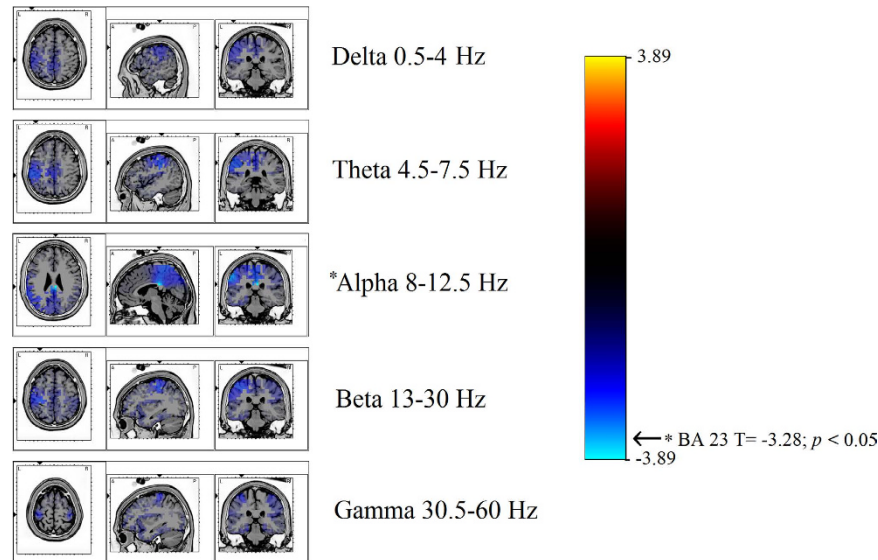 Delta 0.5-4 Hz
3.89
Theta 4.5-7.5 Hz
*Alpha 8-12.5 Hz
Beta 13-30 Hz
* BA 23 T= -3.28; p < 0.05
-3.89
Gamma 30.5-60 Hz
L R
A P
L
L R
A P
L R
L R
A P
L
L R
A P
L
L R
A P
L